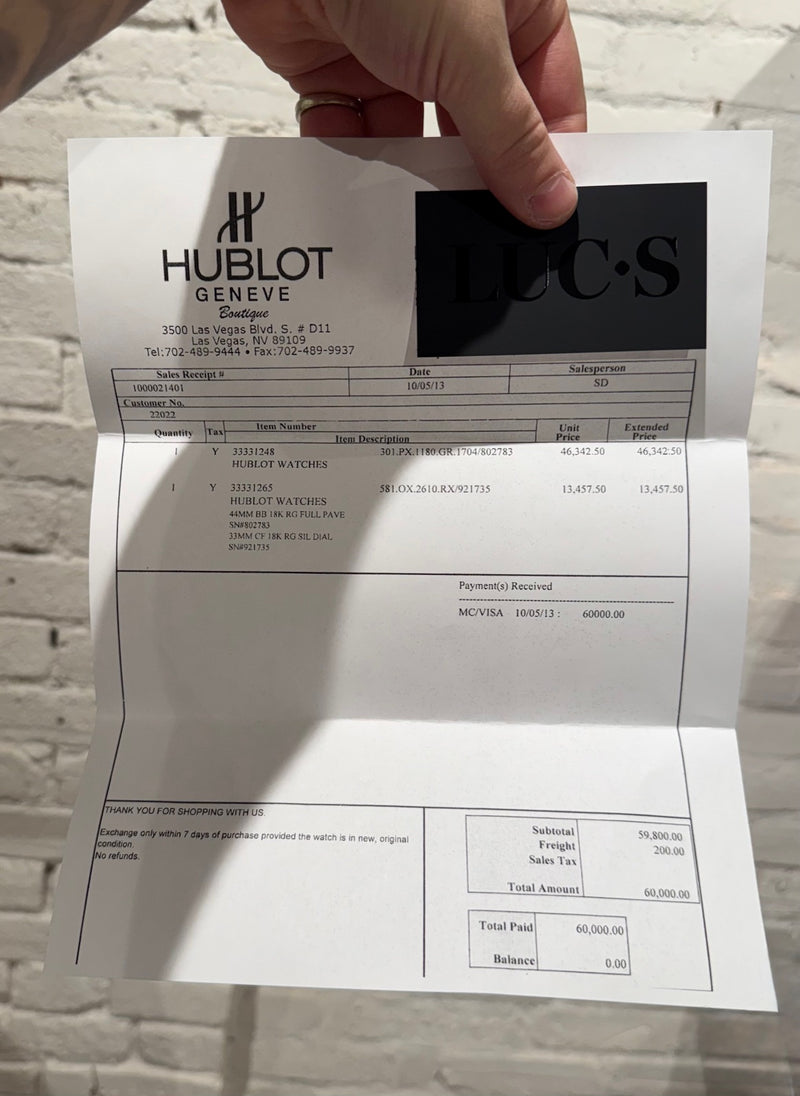 HUBLOT
GENEVE
Boutique
3500 Las Vegas Blvd. S. # D11
Las Vegas, NV 89109
Tel:702-489-9444 • Fax:702-489-9937
LUC·S
Sales Receipt # Date Salesperson
1000021401 10/05/13 SD
Customer No.
22022
Quantity Tax Item Number Item Description Unit Price Extended Price
1 Y 33331248 301.PX.1180.GR.1704/802783 46,342.50 46,342.50
HUBLOT WATCHES
1 Y 33331265 581.OX.2610.RX/921735 13,457.50 13,457.50
HUBLOT WATCHES
44MM BB 18K RG FULL PAVE
SN#802783
33MM CF 18K RG SIL DIAL
SN#921735
Payment(s) Received
MC/VISA 10/05/13 : 60000.00
THANK YOU FOR SHOPPING WITH US.
Exchange only within 7 days of purchase provided the watch is in new, original
condition.
No refunds.
Subtotal 59,800.00
Freight 200.00
Sales Tax
Total Amount 60,000.00
Total Paid 60,000.00
Balance 0.00